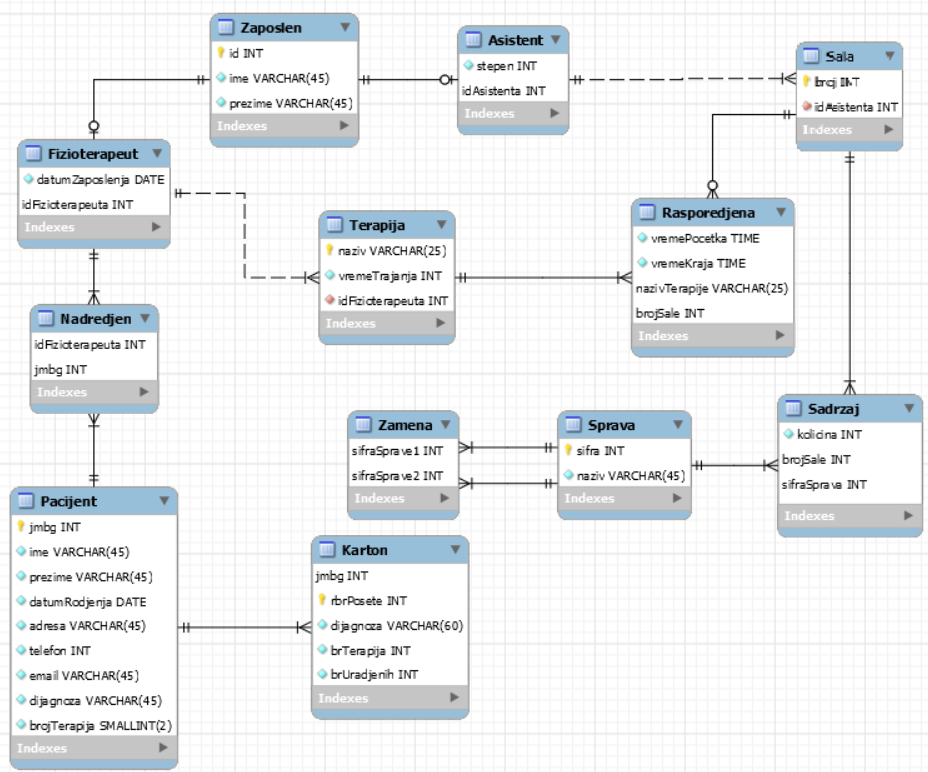 Zaposlen
id INT
ime VARCHAR(45)
prezime VARCHAR(45)
Indexes
Asistent
stepen INT
idAsistenta INT
Indexes
Sala
broj INT
idAsistenta INT
Indexes
Fizioterapeut
datumZaposlenja DATE
idFizioterapeuta INT
Indexes
Terapija
naziv VARCHAR(25)
vremeTrajanja INT
idFizioterapeuta INT
Indexes
Rasporedjena
vremePocetka TIME
vremeKraja TIME
nazivTerapije VARCHAR(25)
brojSale INT
Indexes
Nadredjen
idFizioterapeuta INT
jmbg INT
Indexes
Zamena
sifraSprave1 INT
sifraSprave2 INT
Indexes
Sprava
sifra INT
naziv VARCHAR(45)
Indexes
Sadrzaj
kolicina INT
brojSale INT
sifraSprava INT
Indexes
Pacijent
jmbg INT
ime VARCHAR(45)
prezime VARCHAR(45)
datumRodjenja DATE
adresa VARCHAR(45)
telefon INT
email VARCHAR(45)
dijagnoza VARCHAR(45)
brojTerapija SMALLINT(2)
Indexes
Karton
jmbg INT
rbrPosete INT
dijagnoza VARCHAR(60)
brTerapija INT
brUradjenih INT
Indexes